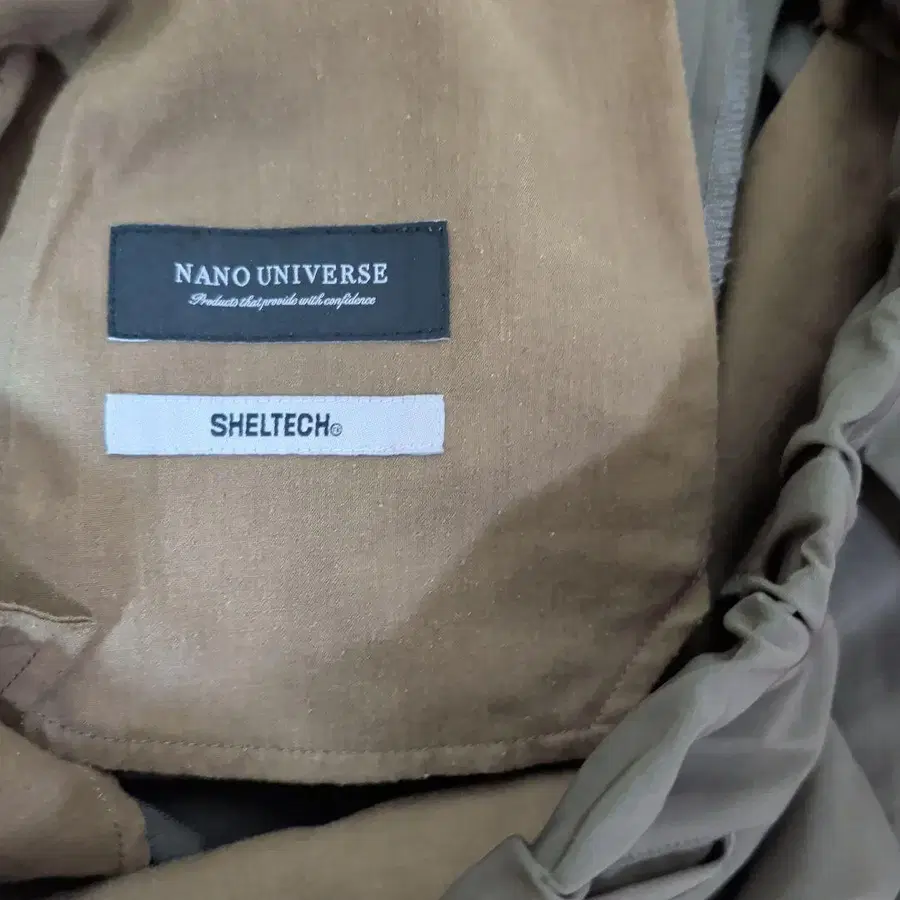 NANO UNIVERSE
Products that provide with confidence
SHELTECH®